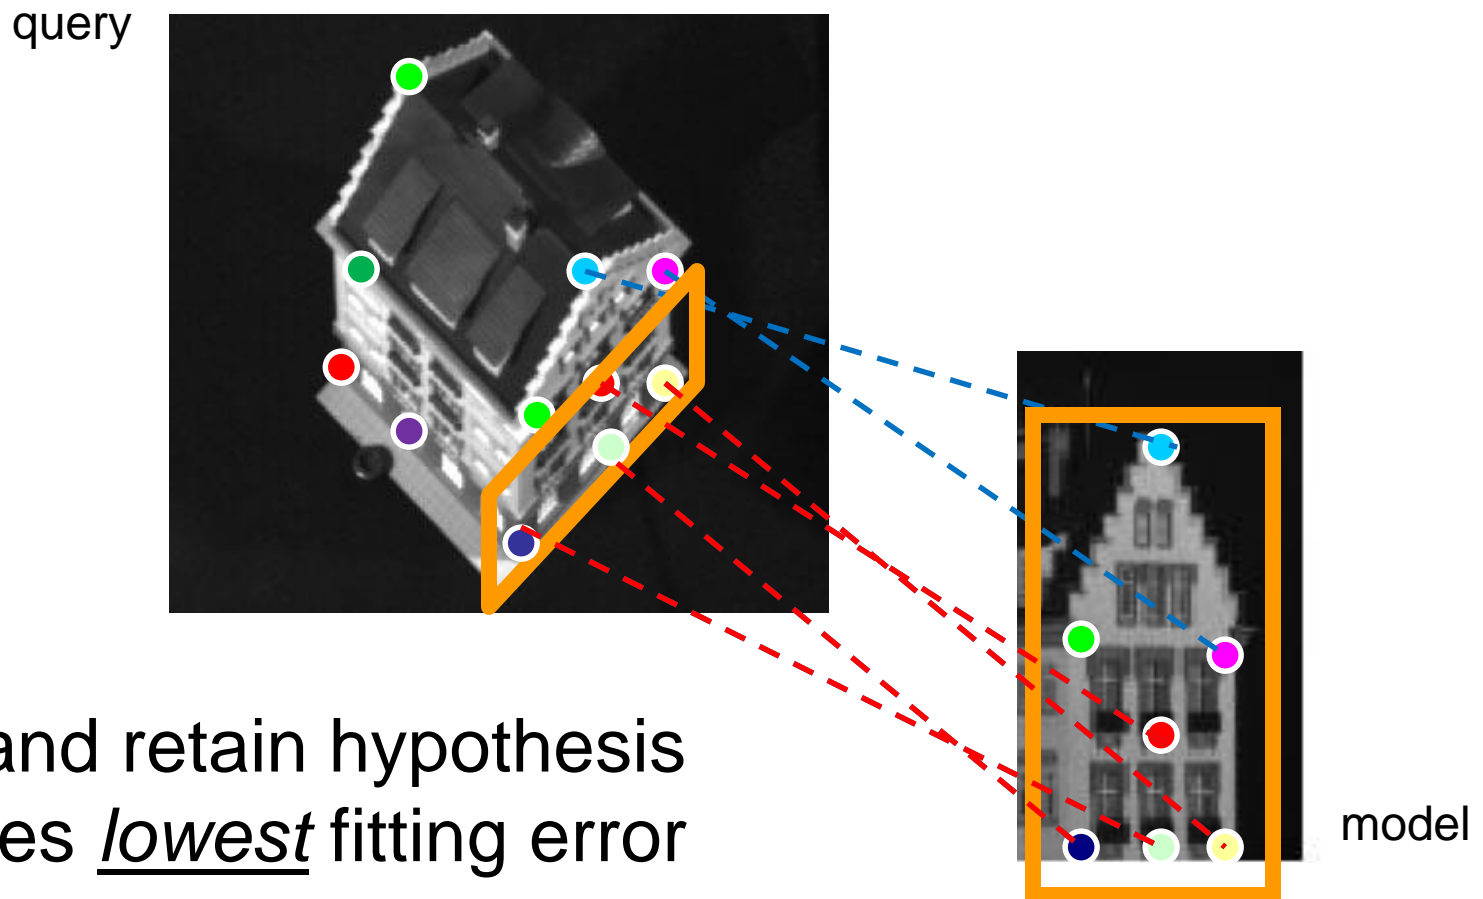 query
and retain hypothesis
es lowest fitting error
model